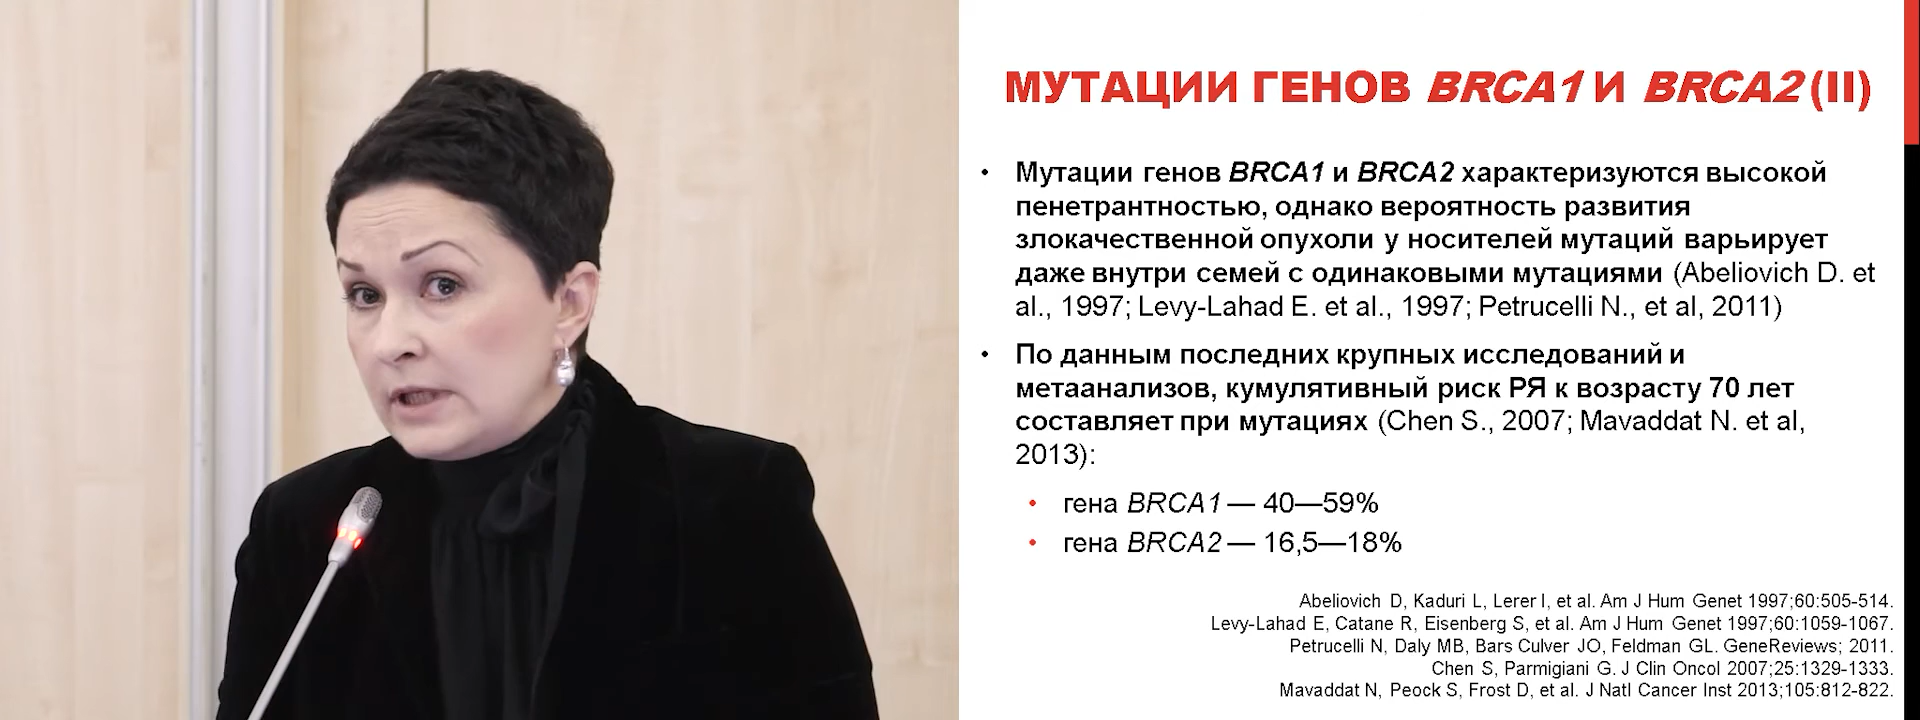 МУТАЦИИ ГЕНОВ BRCA1 И BRCA2 (II)
• Мутации генов BRCA1 и BRCA2 характеризуются высокой
пенетрантностью, однако вероятность развития
злокачественной опухоли у носителей мутаций варьирует
даже внутри семей с одинаковыми мутациями (Abeliovich D. et
al., 1997; Levy-Lahad E. et al., 1997; Petrucelli N., et al, 2011)
• По данным последних крупных исследований и
метаанализов, кумулятивный риск РЯ к возрасту 70 лет
составляет при мутациях (Chen S., 2007; Mavaddat N. et al,
2013):
• гена BRCA1 — 40—59%
• гена BRCA2 — 16,5—18%
Abeliovich D, Kaduri L, Lerer I, et al. Am J Hum Genet 1997;60:505-514.
Levy-Lahad E, Catane R, Eisenberg S, et al. Am J Hum Genet 1997;60:1059-1067.
Petrucelli N, Daly MB, Bars Culver JO, Feldman GL. GeneReviews; 2011.
Chen S, Parmigiani G. J Clin Oncol 2007;25:1329-1333.
Mavaddat N, Peock S, Frost D, et al. J Natl Cancer Inst 2013;105:812-822.